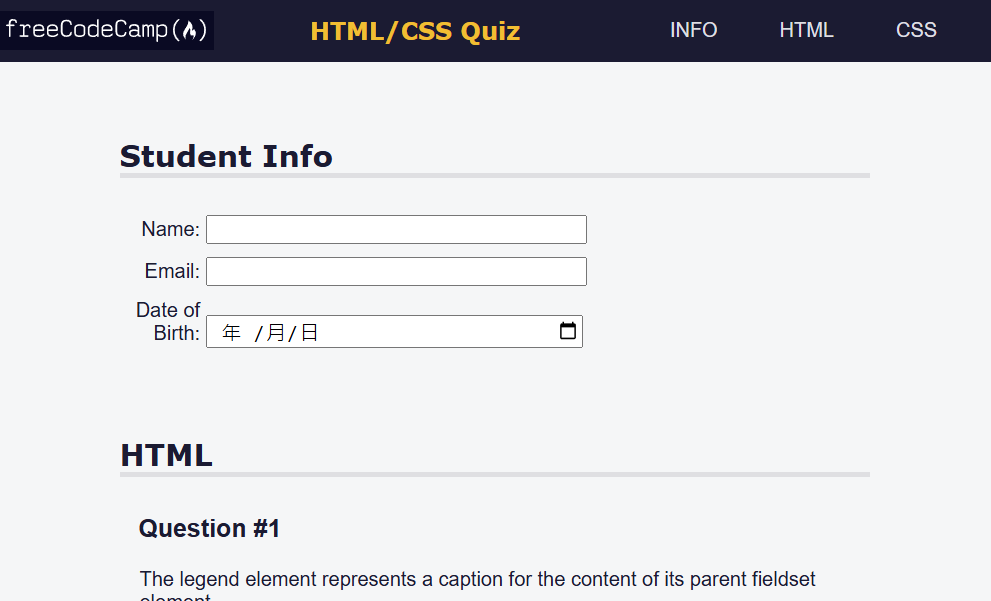 freeCodeCamp(🔥)
HTML/CSS Quiz
INFO
HTML
CSS
Student Info
Name:
Email:
Date of
Birth:
年 /月/日
HTML
Question #1
The legend element represents a caption for the content of its parent fieldset
element